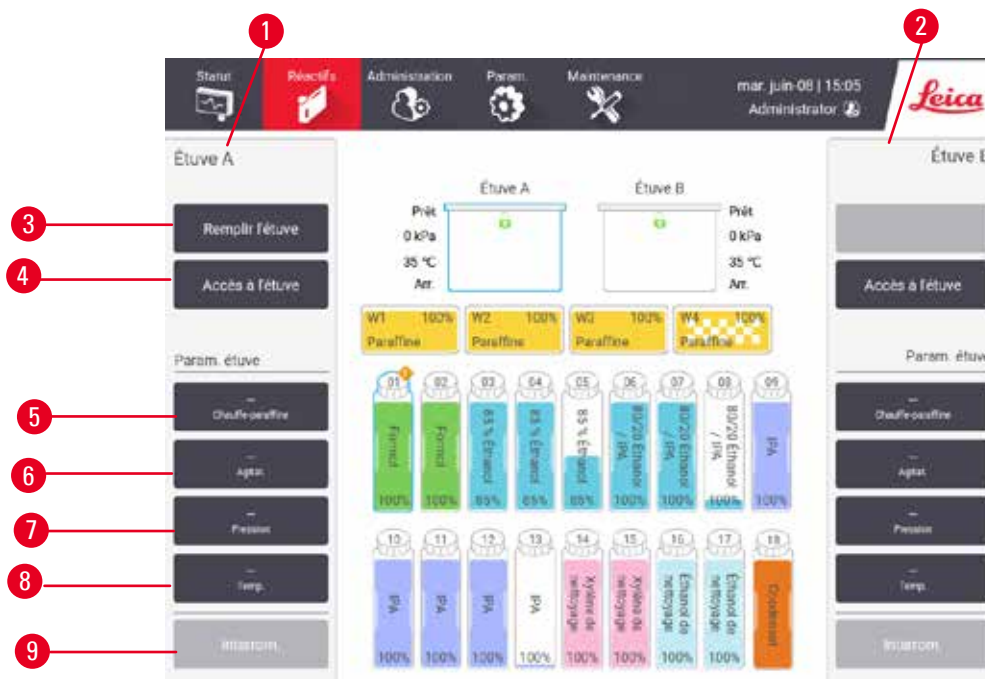 1
2
Statut
Réactifs
Administration
Param.
Maintenance
mar. juin-08 | 15:05
Administrator
Leica
Étuve A
Étuve B
3
Remplir l'étuve
4
Accès à l'étuve
Param. étuve
5
--
Chauffe-paraffine
6
--
Agitat.
7
--
Pression
8
--
Temp.
9
Interrom.
Étuve A
Étuve B
Prêt
0 kPa
35 °C
Arr.
Prêt
0 kPa
35 °C
Arr.
W1 100%
Paraffine
W2 100%
Paraffine
W3 100%
Paraffine
W4 100%
Paraffine
01
Formol
100%
02
Formol
100%
03
85 % Éthanol
85%
04
85 % Éthanol
85%
05
85 % Éthanol
85%
06
80/20 Éthanol
/ IPA
100%
07
80/20 Éthanol
/ IPA
100%
08
80/20 Éthanol
/ IPA
100%
09
IPA
100%
10
IPA
100%
11
IPA
100%
12
IPA
100%
13
IPA
100%
14
Xylène de
nettoyage
100%
15
Xylène de
nettoyage
100%
16
Éthanol de
nettoyage
100%
17
Éthanol de
nettoyage
100%
18
Condensat
Accès à l'étuve
Param. étuve
--
Chauffe-paraffine
--
Agitat.
--
Pression
--
Temp.
Interrom.